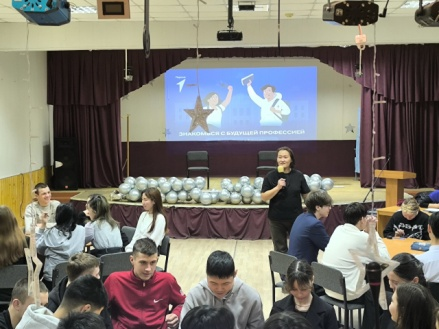 ЗНАКОМЬСЯ С БУДУЩЕЙ ПРОФЕССИЕЙ